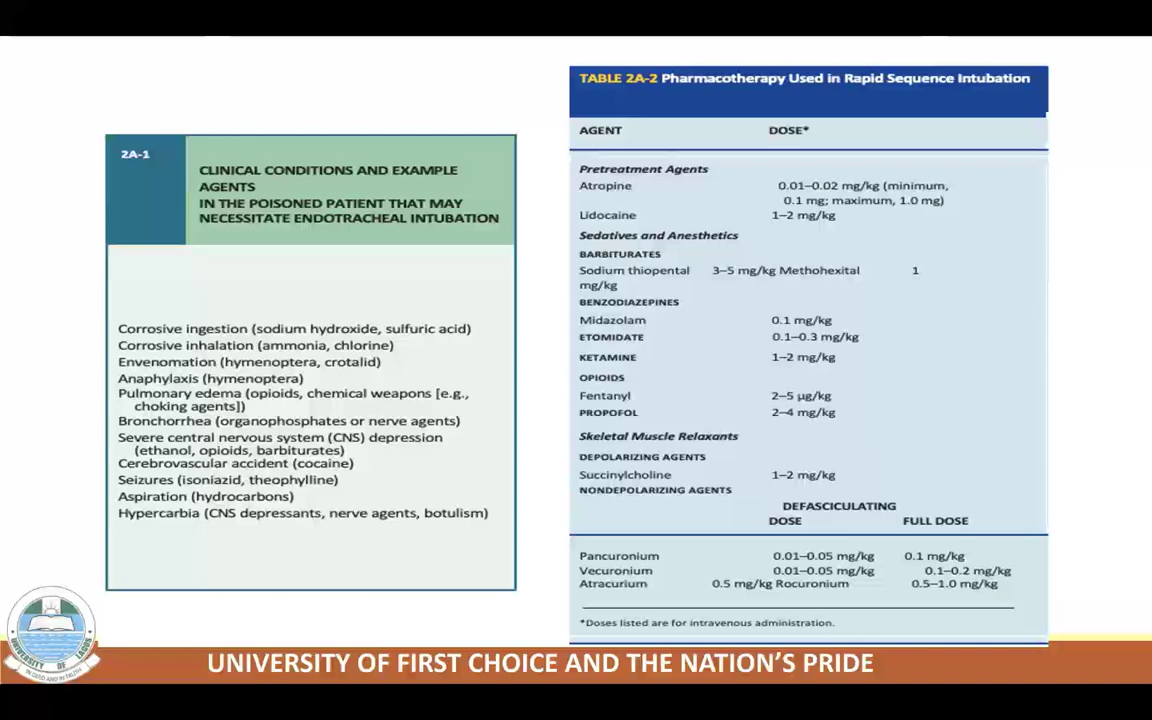 2A-1
CLINICAL CONDITIONS AND EXAMPLE
AGENTS
IN THE POISONED PATIENT THAT MAY
NECESSITATE ENDOTRACHEAL INTUBATION
Corrosive ingestion (sodium hydroxide, sulfuric acid)
Corrosive inhalation (ammonia, chlorine)
Envenomation (hymenoptera, crotalid)
Anaphylaxis (hymenoptera)
Pulmonary edema (opioids, chemical weapons [e.g.,
choking agents])
Bronchorrhea (organophosphates or nerve agents)
Severe central nervous system (CNS) depression
(ethanol, opioids, barbiturates)
Cerebrovascular accident (cocaine)
Seizures (isoniazid, theophylline)
Aspiration (hydrocarbons)
Hypercarbia (CNS depressants, nerve agents, botulism)
TABLE 2A-2 Pharmacotherapy Used in Rapid Sequence Intubation
AGENT DOSE*
Pretreatment Agents
Atropine 0.01–0.02 mg/kg (minimum,
0.1 mg; maximum, 1.0 mg)
Lidocaine 1–2 mg/kg
Sedatives and Anesthetics
BARBITURATES
Sodium thiopental 3–5 mg/kg Methohexital 1
mg/kg
BENZODIAZEPINES
Midazolam 0.1 mg/kg
ETOMIDATE 0.1–0.3 mg/kg
KETAMINE 1–2 mg/kg
OPIOIDS
Fentanyl 2–5 μg/kg
PROPOFOL 2–4 mg/kg
Skeletal Muscle Relaxants
DEPOLARIZING AGENTS
Succinylcholine 1–2 mg/kg
NONDEPOLARIZING AGENTS
DEFASCICULATING
DOSE FULL DOSE
Pancuronium 0.01–0.05 mg/kg 0.1 mg/kg
Vecuronium 0.01–0.05 mg/kg 0.1–0.2 mg/kg
Atracurium 0.5 mg/kg Rocuronium 0.5–1.0 mg/kg
*Doses listed are for intravenous administration.
UNIVERSITY OF LAGOS
IN DEED AND IN TRUTH
UNIVERSITY OF FIRST CHOICE AND THE NATION'S PRIDE